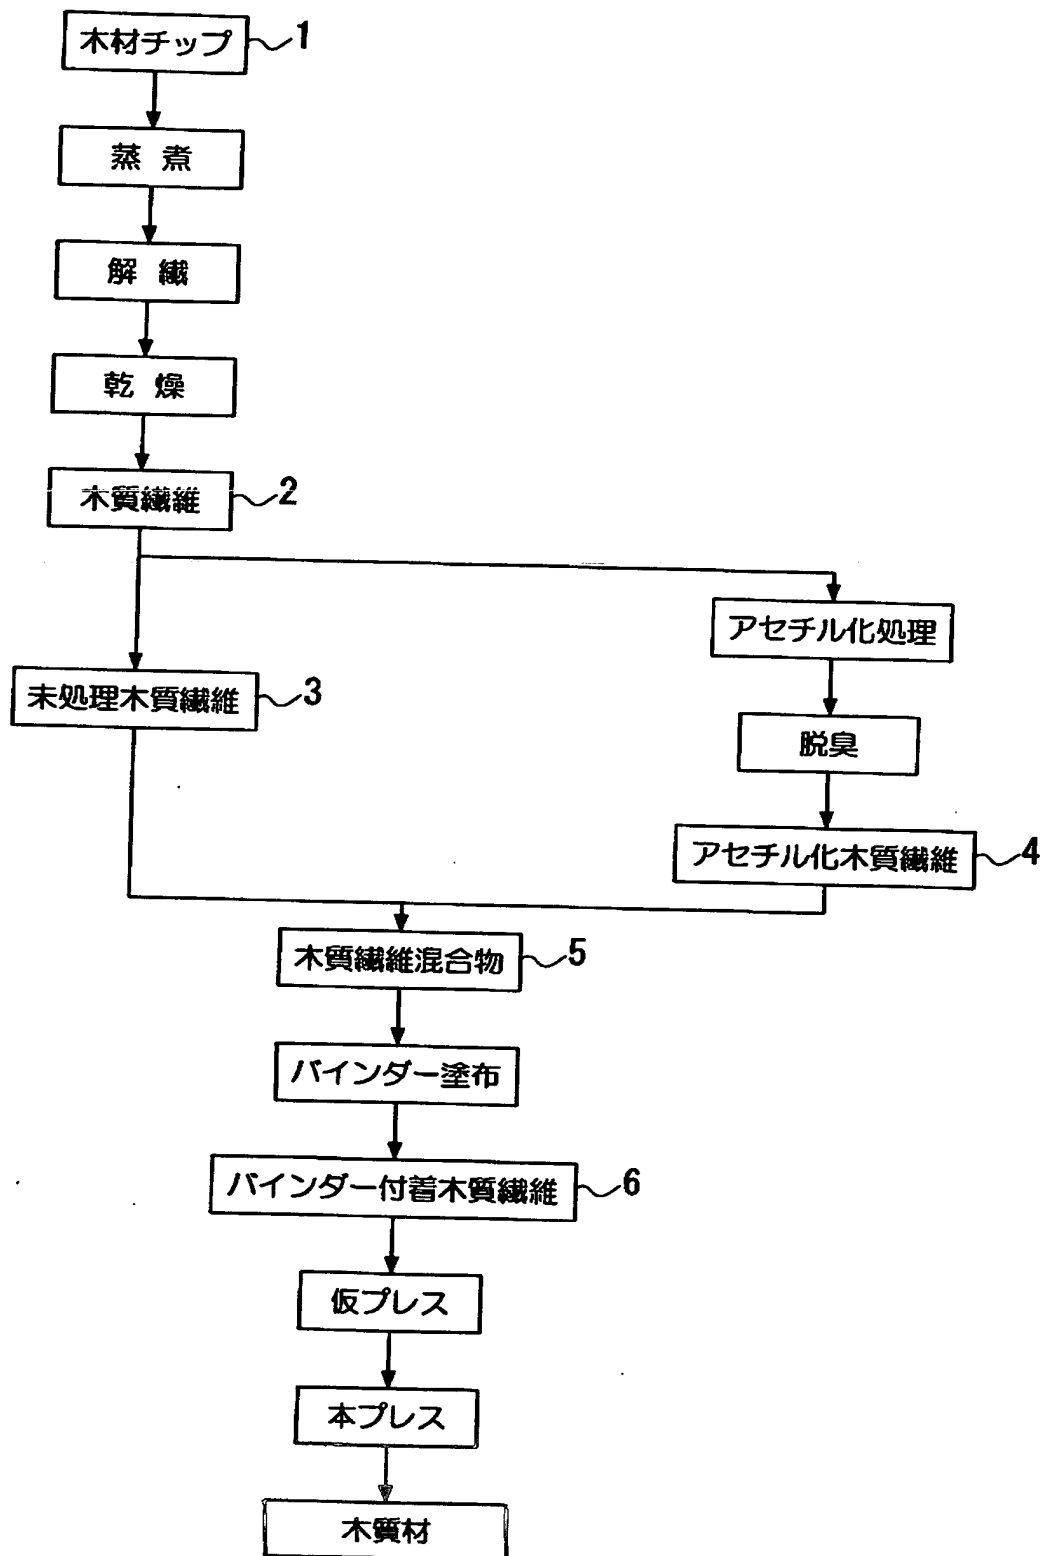 木材チップ 1
蒸 煮
解 繊
乾 燥
木質繊維 2
アセチル化処理
未処理木質繊維 3
脱臭
アセチル化木質繊維 4
木質繊維混合物 5
バインダー塗布
バインダー付着木質繊維 6
仮プレス
本プレス
木質材